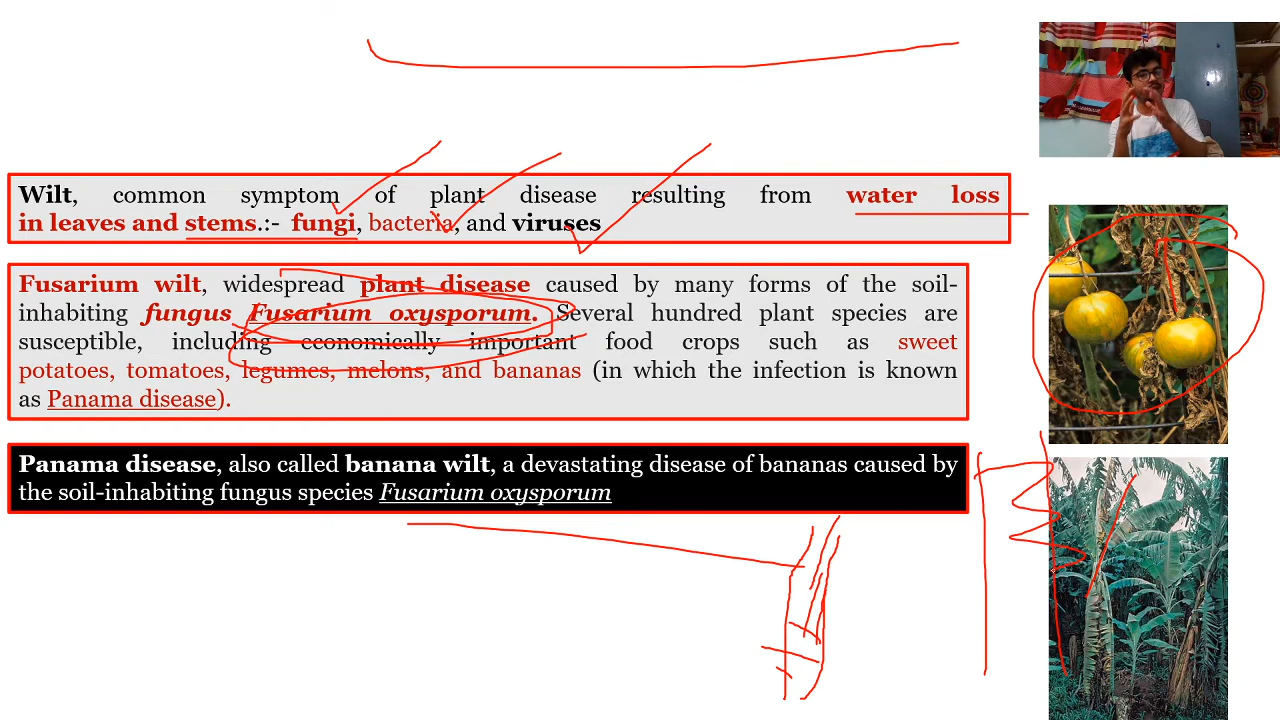 Wilt, common symptom of plant disease resulting from water loss
in leaves and stems.:- fungi, bacteria, and viruses
Fusarium wilt, widespread plant disease caused by many forms of the soil-
inhabiting fungus Fusarium oxysporum. Several hundred plant species are
susceptible, including economically important food crops such as sweet
potatoes, tomatoes, legumes, melons, and bananas (in which the infection is known
as Panama disease).
Panama disease, also called banana wilt, a devastating disease of bananas caused by
the soil-inhabiting fungus species Fusarium oxysporum